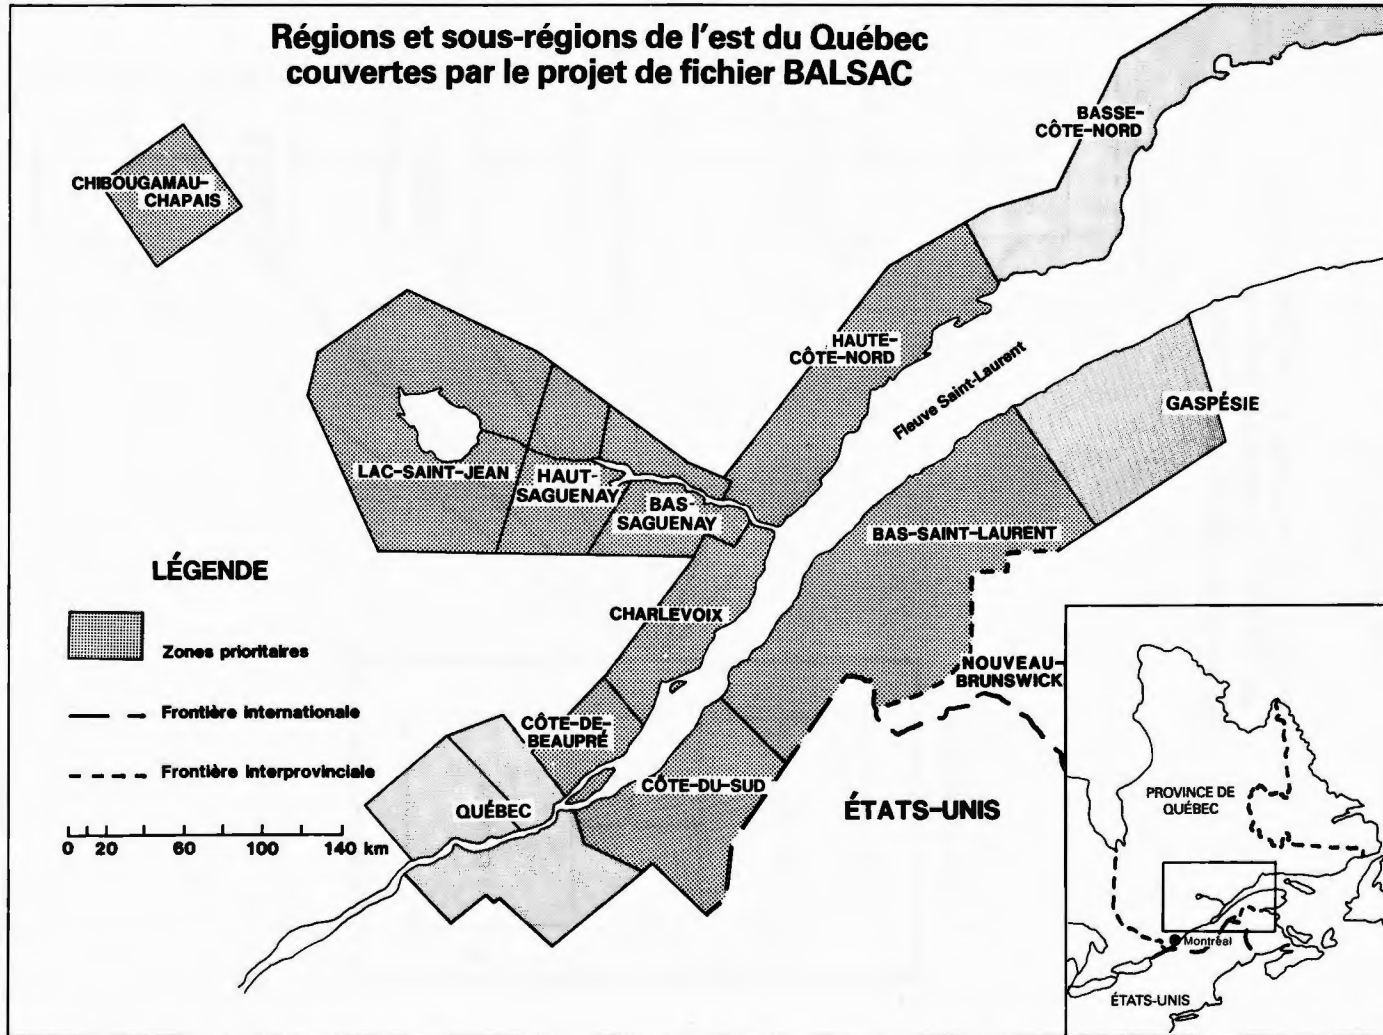 Régions et sous-régions de l'est du Québec
couvertes par le projet de fichier BALSAC
BASSE-
CÔTE-NORD
CHIBOUGAMAU-
CHAPAIS
HAUTE-
CÔTE-NORD
Fleuve Saint-Laurent
GASPÉSIE
LAC-SAINT-JEAN
HAUT-
SAGUENAY
BAS-
SAGUENAY
BAS-SAINT-LAURENT
CHARLEVOIX
NOUVEAU-
BRUNSWICK
CÔTE-DE-
BEAUPRÉ
CÔTE-DU-SUD
QUÉBEC
ÉTATS-UNIS
LÉGENDE
Zones prioritaires
Frontière internationale
Frontière interprovinciale
0 20 60 100 140 km
PROVINCE DE
QUÉBEC
Montréal
ÉTATS-UNIS